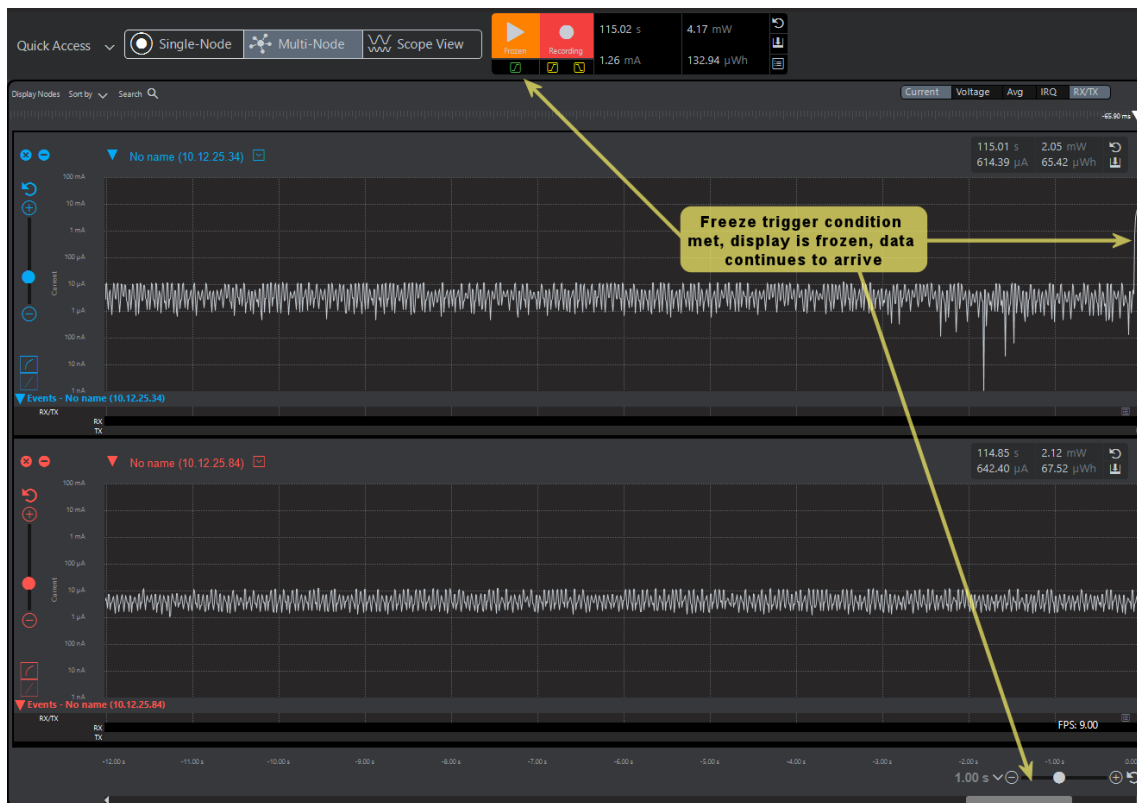 Quick Access Single-Node Multi-Node Scope View
Frozen Recording
115.02 s 4.17 mW
1.26 mA 132.94 µWh
Display Nodes Sort by Search
Current Voltage Avg IRQ RX/TX
-65.90 ms
No name (10.12.25.34)
115.01 s 2.05 mW
614.39 µA 65.42 µWh
100 mA
10 mA
1 mA
100 µA
10 µA
1 µA
100 nA
10 nA
1 nA
Current
Freeze trigger condition
met, display is frozen, data
continues to arrive
Events - No name (10.12.25.34)
RX/TX
RX
TX
No name (10.12.25.84)
114.85 s 2.12 mW
642.40 µA 67.52 µWh
100 mA
10 mA
1 mA
100 µA
10 µA
1 µA
100 nA
10 nA
1 nA
Current
Events - No name (10.12.25.84)
RX/TX
RX
TX
FPS: 9.00
-12.00 s -11.00 s -10.00 s -9.00 s -8.00 s -7.00 s -6.00 s -5.00 s -4.00 s -3.00 s -2.00 s -1.00 s 0.00
1.00 s